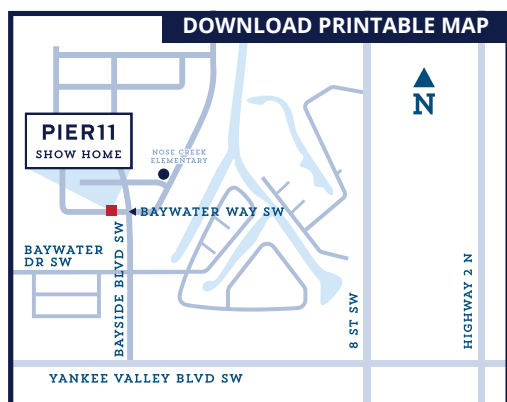 DOWNLOAD PRINTABLE MAP
N
PIER11
SHOW HOME
NOSE CREEK
ELEMENTARY
BAYWATER WAY SW
BAYWATER
DR SW
BAYSIDE BLVD SW
8 ST SW
HIGHWAY 2 N
YANKEE VALLEY BLVD SW